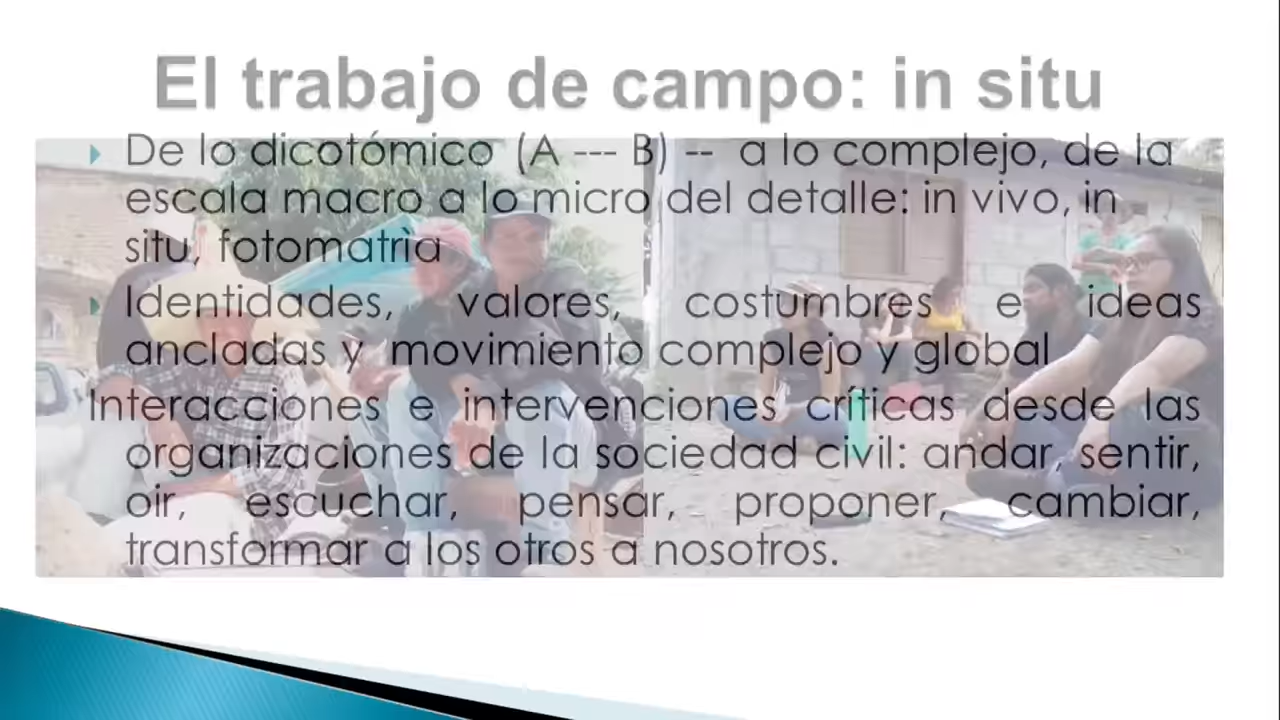 El trabajo de campo: in situ
De lo dicotómico (A --- B) -- a lo complejo, de la
escala macro a lo micro del detalle: in vivo, in
situ, fotomatrìa
Identidades, valores, costumbres e ideas
ancladas y movimiento complejo y global
Interacciones e intervenciones críticas desde las
organizaciones de la sociedad civil: andar, sentir,
oir, escuchar, pensar, proponer, cambiar,
transformar a los otros a nosotros.